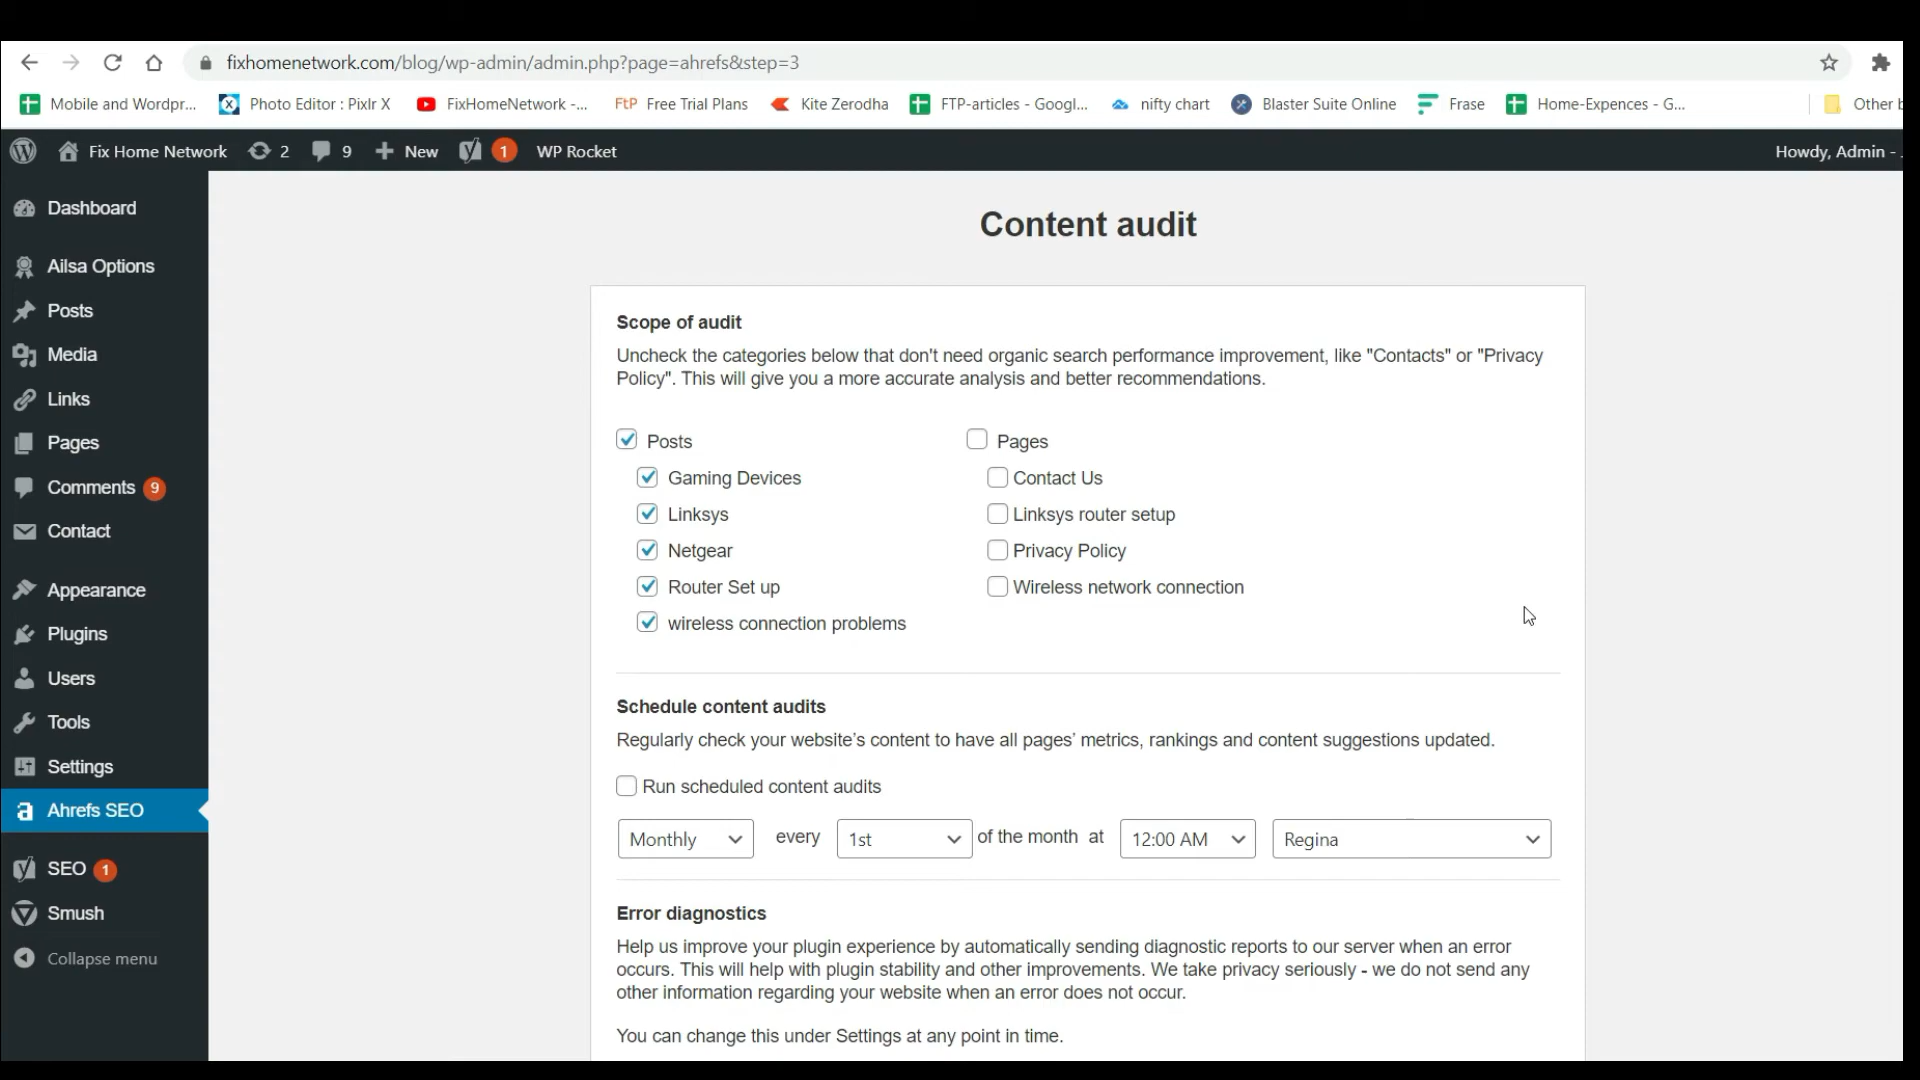 fixhomenetwork.com/blog/wp-admin/admin.php?page=ahrefs&step=3
Mobile and Wordpr... Photo Editor : Pixlr X FixHomeNetwork -... FtP Free Trial Plans Kite Zerodha FTP-articles - Googl... nifty chart Blaster Suite Online Frase Home-Expences - G... Other
Fix Home Network 2 9 New 1 WP Rocket Howdy, Admin -
Dashboard
Ailsa Options
Posts
Media
Links
Pages
Comments 9
Contact
Appearance
Plugins
Users
Tools
Settings
a Ahrefs SEO
SEO 1
Smush
Collapse menu
Content audit
Scope of audit
Uncheck the categories below that don't need organic search performance improvement, like "Contacts" or "Privacy
Policy". This will give you a more accurate analysis and better recommendations.
Posts
Gaming Devices
Linksys
Netgear
Router Set up
wireless connection problems
Pages
Contact Us
Linksys router setup
Privacy Policy
Wireless network connection
Schedule content audits
Regularly check your website’s content to have all pages’ metrics, rankings and content suggestions updated.
Run scheduled content audits
Monthly every 1st of the month at 12:00 AM Regina
Error diagnostics
Help us improve your plugin experience by automatically sending diagnostic reports to our server when an error
occurs. This will help with plugin stability and other improvements. We take privacy seriously - we do not send any
other information regarding your website when an error does not occur.
You can change this under Settings at any point in time.